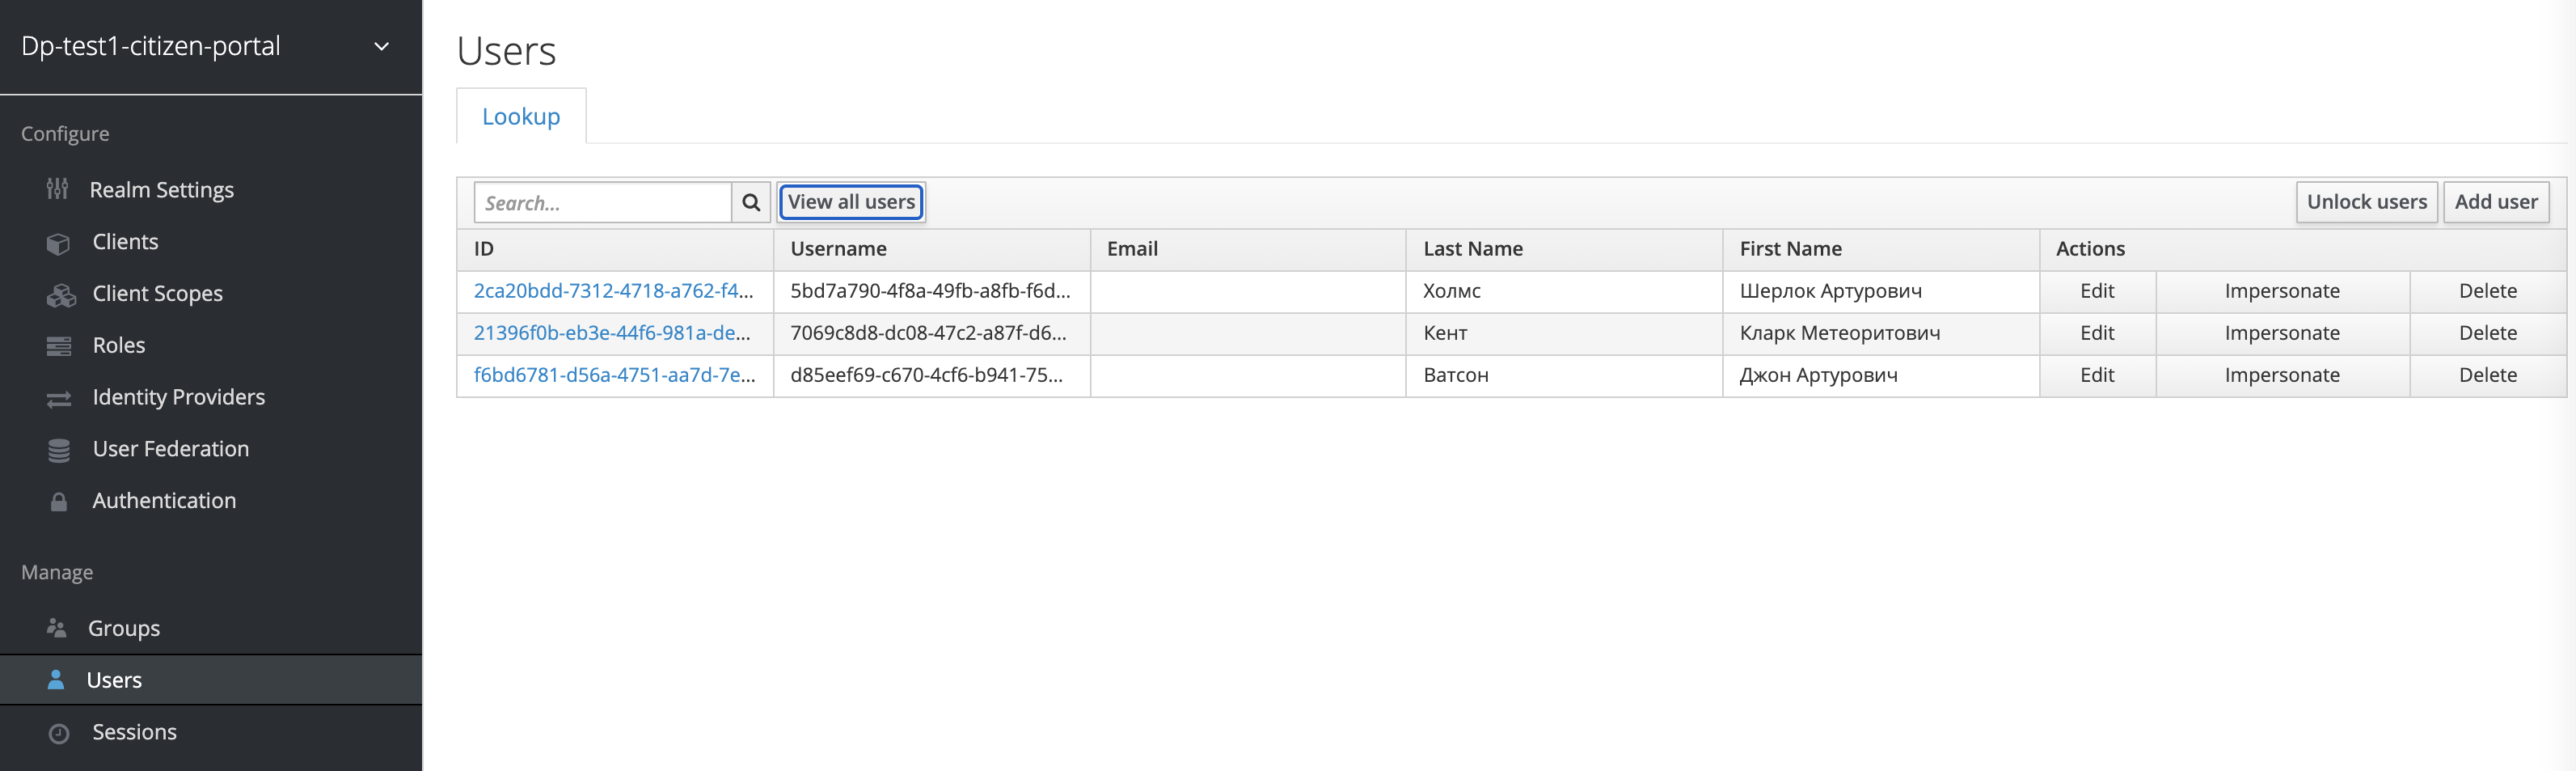 Dp-test1-citizen-portal
Configure
Realm Settings
Clients
Client Scopes
Roles
Identity Providers
User Federation
Authentication
Manage
Groups
Users
Sessions
Users
Lookup
Search... View all users Unlock users Add user
ID Username Email Last Name First Name Actions
2ca20bdd-7312-4718-a762-f4... 5bd7a790-4f8a-49fb-a8fb-f6d... Холмс Шерлок Артурович Edit Impersonate Delete
21396f0b-eb3e-44f6-981a-de... 7069c8d8-dc08-47c2-a87f-d6... Кент Кларк Метеоритович Edit Impersonate Delete
f6bd6781-d56a-4751-aa7d-7e... d85eef69-c670-4cf6-b941-75... Ватсон Джон Артурович Edit Impersonate Delete